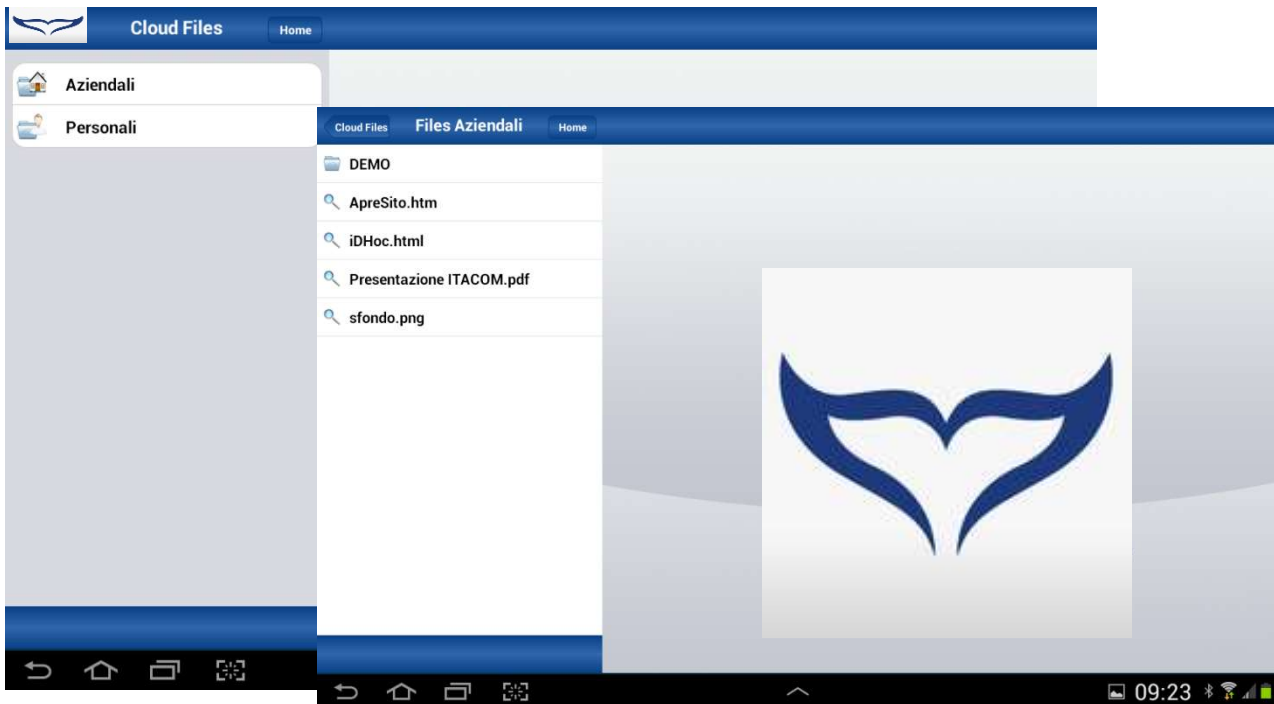 Cloud Files Home
Aziendali
Personali
Cloud Files Files Aziendali Home
DEMO
ApreSito.htm
iDHoc.html
Presentazione ITACOM.pdf
sfondo.png
09:23